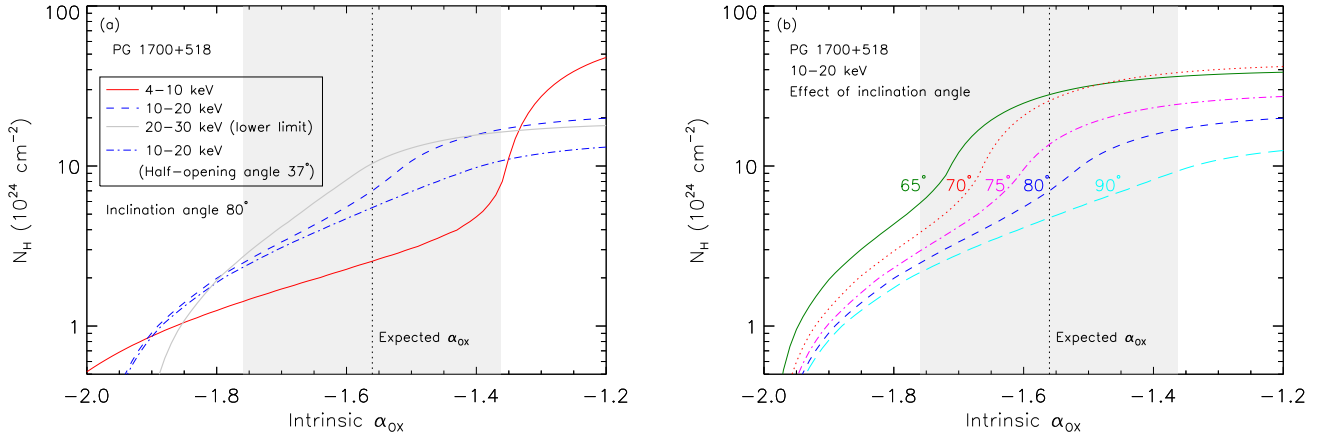 (a)
PG 1700+518
4−10 keV
10−20 keV
20−30 keV (lower limit)
10−20 keV
(Half−opening angle 37°)
Inclination angle 80°
Expected αox
100
10
1
N_H (10^24 cm^−2)
−2.0 −1.8 −1.6 −1.4 −1.2
Intrinsic αox
(b)
PG 1700+518
10−20 keV
Effect of inclination angle
65° 70° 75° 80° 90°
Expected αox
100
10
1
N_H (10^24 cm^−2)
−2.0 −1.8 −1.6 −1.4 −1.2
Intrinsic αox